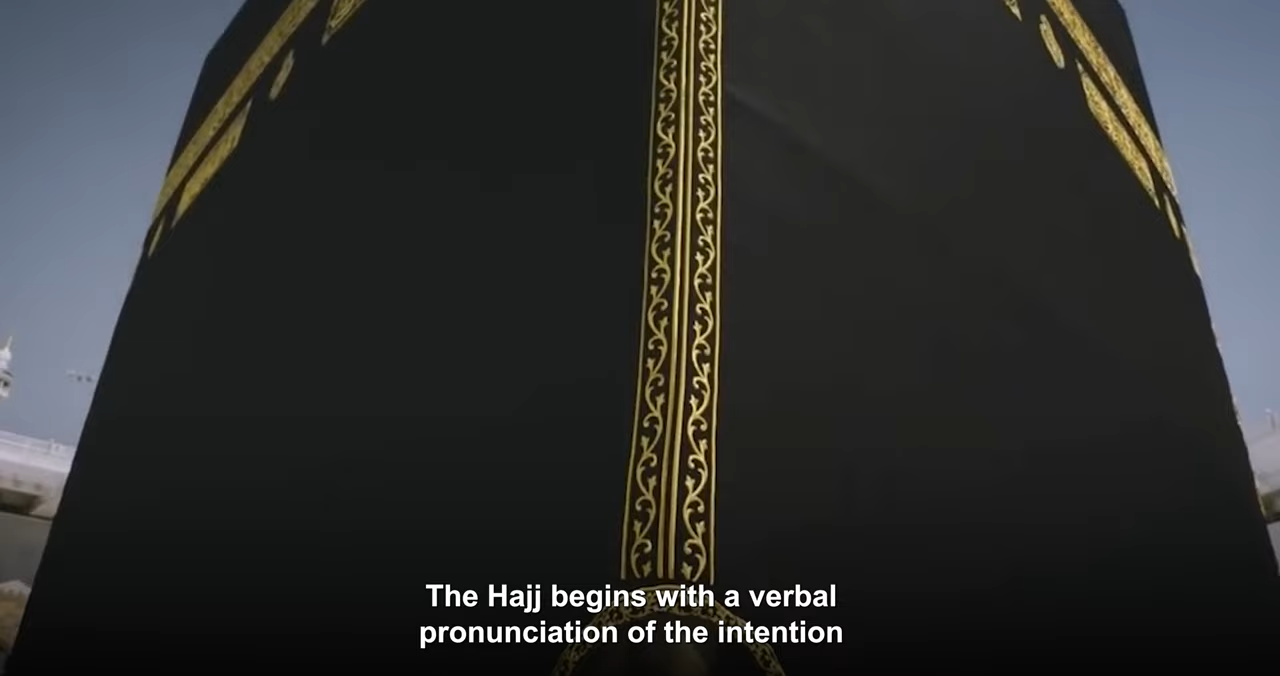 The Hajj begins with a verbal
pronunciation of the intention